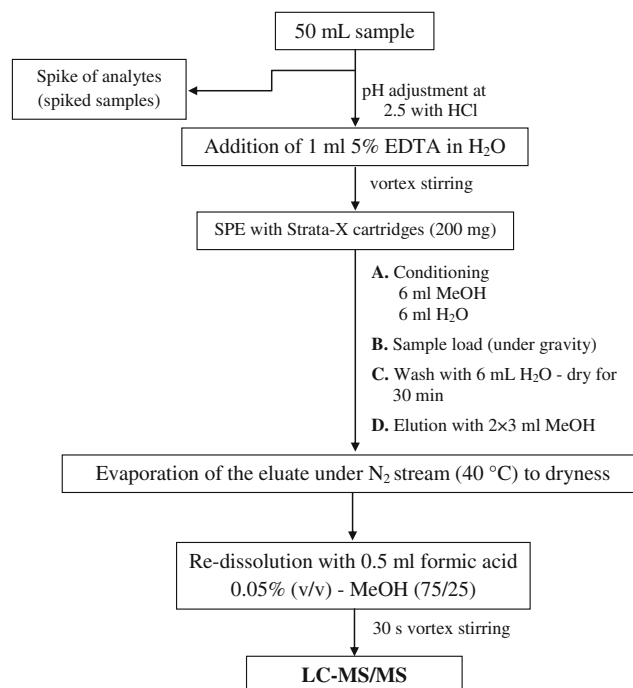 50 mL sample
Spike of analytes
(spiked samples)
pH adjustment at
2.5 with HCl
Addition of 1 ml 5% EDTA in H₂O
vortex stirring
SPE with Strata-X cartridges (200 mg)
A. Conditioning
6 ml MeOH
6 ml H₂O
B. Sample load (under gravity)
C. Wash with 6 mL H₂O - dry for
30 min
D. Elution with 2×3 ml MeOH
Evaporation of the eluate under N₂ stream (40 °C) to dryness
Re-dissolution with 0.5 ml formic acid
0.05% (v/v) - MeOH (75/25)
30 s vortex stirring
LC-MS/MS